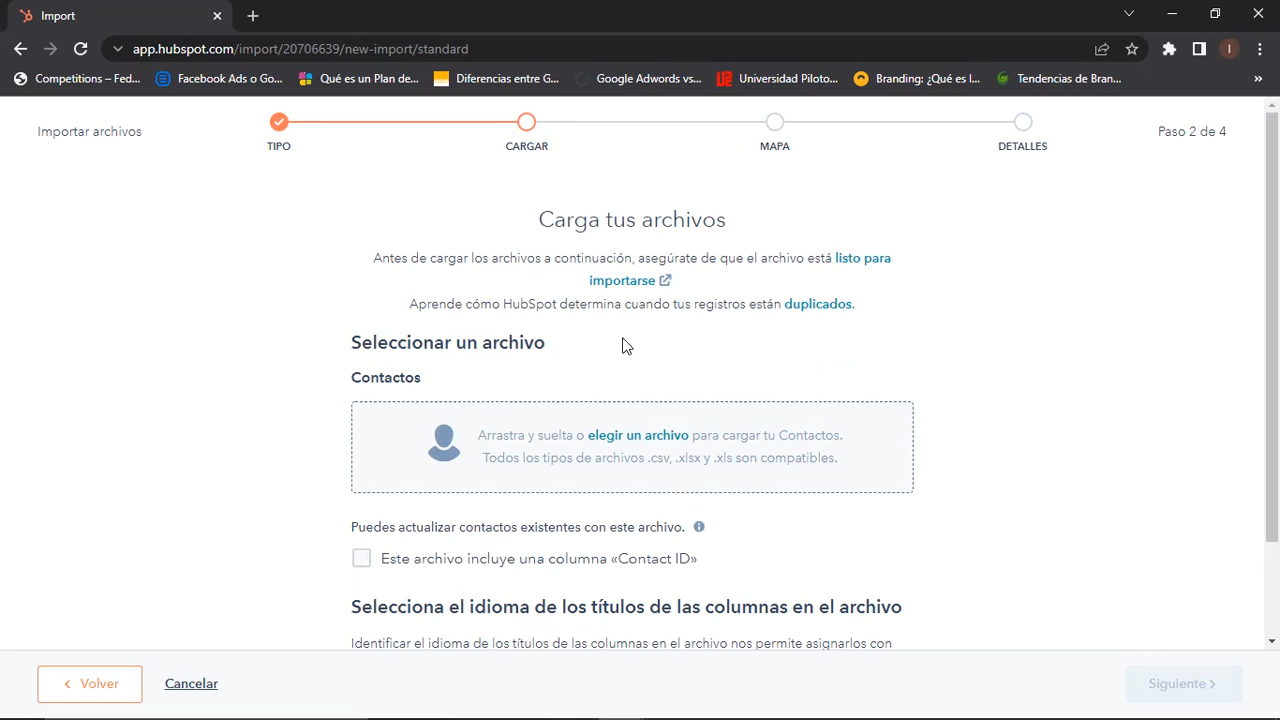 Import
app.hubspot.com/import/20706639/new-import/standard
I
Competitions – Fed...
Facebook Ads o Go...
Qué es un Plan de...
Diferencias entre G...
Google Adwords vs...
Universidad Piloto...
Branding: ¿Qué es l...
Tendencias de Bran...
»
Importar archivos
TIPO
CARGAR
MAPA
DETALLES
Paso 2 de 4
Carga tus archivos
Antes de cargar los archivos a continuación, asegúrate de que el archivo está listo para
importarse
Aprende cómo HubSpot determina cuando tus registros están duplicados.
Seleccionar un archivo
Contactos
Arrastra y suelta o elegir un archivo para cargar tu Contactos.
Todos los tipos de archivos .csv, .xlsx y .xls son compatibles.
Puedes actualizar contactos existentes con este archivo.
Este archivo incluye una columna «Contact ID»
Selecciona el idioma de los títulos de las columnas en el archivo
Identificar el idioma de los títulos de las columnas en el archivo nos permite asignarlos con
Volver
Cancelar
Siguiente